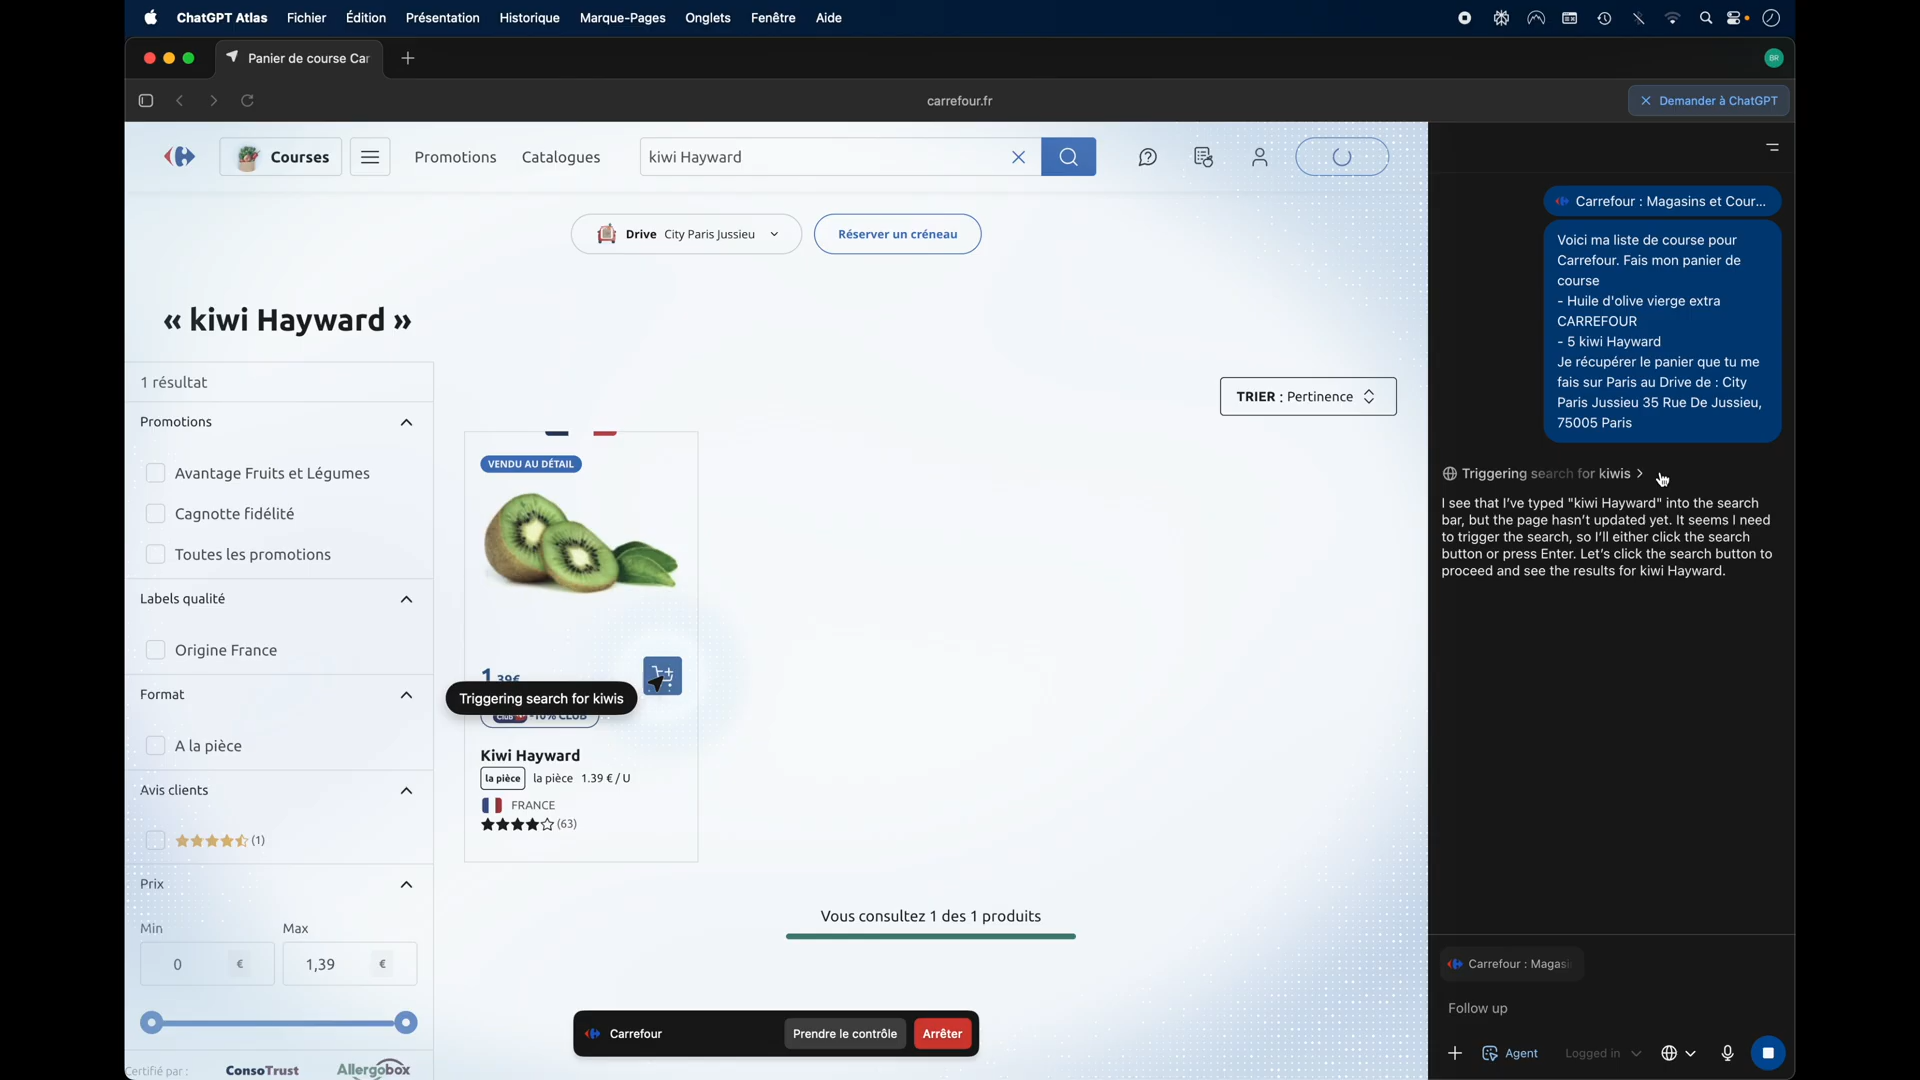 ChatGPT Atlas Fichier Édition Présentation Historique Marque-Pages Onglets Fenêtre Aide
Panier de course Car
BR
carrefour.fr
Demander à ChatGPT
Courses
Promotions
Catalogues
kiwi Hayward
Drive City Paris Jussieu
Réserver un créneau
« kiwi Hayward »
1 résultat
TRIER : Pertinence
Promotions
Avantage Fruits et Légumes
Cagnotte fidélité
Toutes les promotions
Labels qualité
Origine France
Format
A la pièce
Avis clients
(1)
Prix
Min
Max
0 €
1,39 €
Certifié par :
ConsoTrust
Allergobox
VENDU AU DÉTAIL
1,39€
Triggering search for kiwis
Club -10% CLUB
Kiwi Hayward
la pièce la pièce 1.39 € / U
FRANCE
(63)
Vous consultez 1 des 1 produits
Carrefour
Prendre le contrôle
Arrêter
Carrefour : Magasins et Cour...
Voici ma liste de course pour
Carrefour. Fais mon panier de
course
- Huile d'olive vierge extra
CARREFOUR
- 5 kiwi Hayward
Je récupérer le panier que tu me
fais sur Paris au Drive de : City
Paris Jussieu 35 Rue De Jussieu,
75005 Paris
Triggering search for kiwis
I see that I've typed "kiwi Hayward" into the search
bar, but the page hasn't updated yet. It seems I need
to trigger the search, so I'll either click the search
button or press Enter. Let's click the search button to
proceed and see the results for kiwi Hayward.
Carrefour : Magasi
Follow up
Agent
Logged in